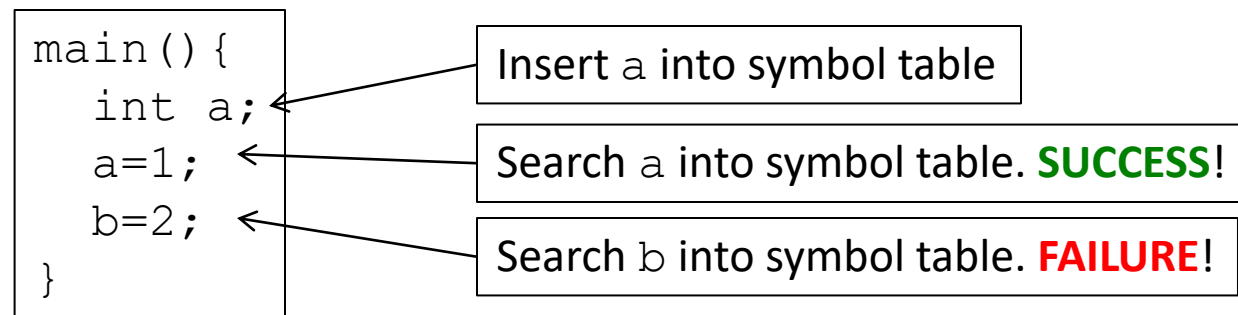 main(){
int a;
a=1;
b=2;
}
Insert a into symbol table
Search a into symbol table. SUCCESS!
Search b into symbol table. FAILURE!